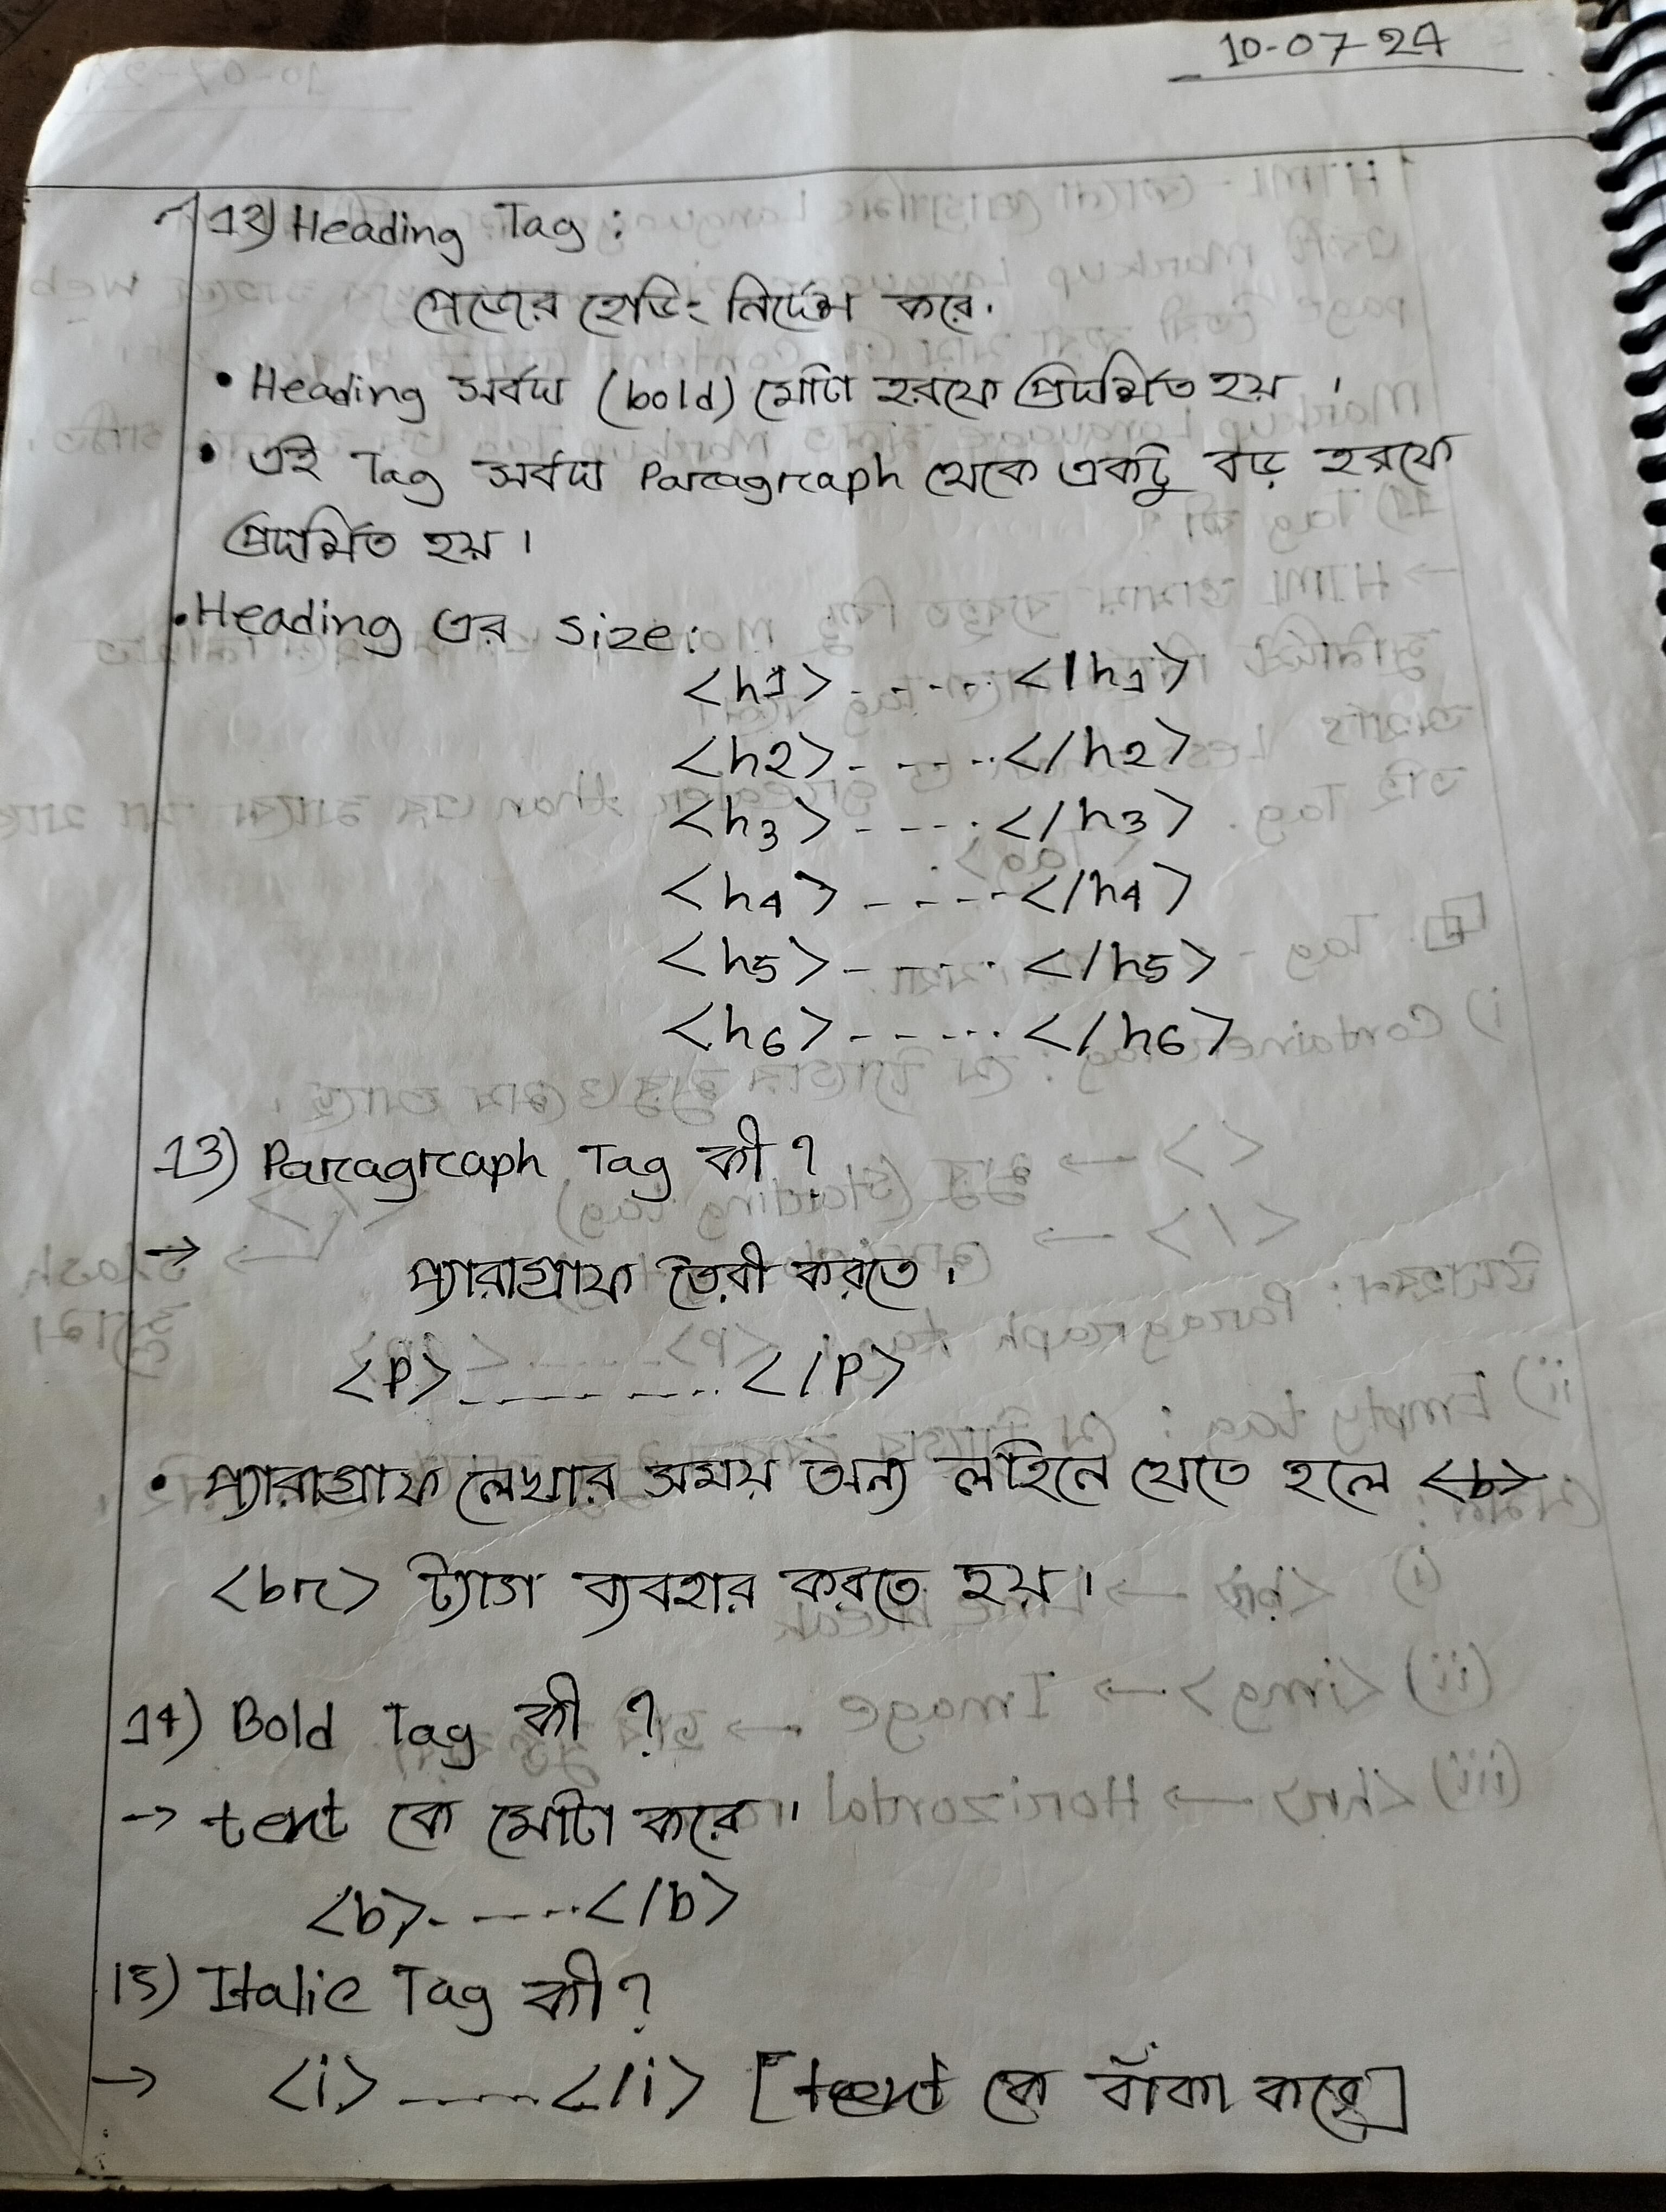 10-07-24
12) Heading Tag :
পেজের হেডিং নির্দেশ করে.
• Heading সর্বদা (bold) মোটা হরফে প্রদর্শিত হয় ।
• এই Tag সর্বদা Paragraph থেকে একটু বড় হরফে
প্রদর্শিত হয় ।
• Heading এর size:
<h1> - - - - - </h1>
<h2> - - - - - </h2>
<h3> - - - - </h3>
<h4> - - - - - </h4>
<h5> - - - - - </h5>
<h6> - - - - - </h6>
13) Paragraph Tag কী ?
→
প্যারাগ্রাফ তৈরী করতে ।
<P> - - - - - - </P>
• প্যারাগ্রাফ লেখার সময় অন্য লাইনে যেতে হলে <b>
<br> ট্যাগ ব্যবহার করতে হয় ।
14) Bold Tag কী ?
→ text কে মোটা করে ।
<b> - - - - - </b>
15) Italic Tag কী ?
→ <i> - - - - </i> [text কে বাঁকা করে]